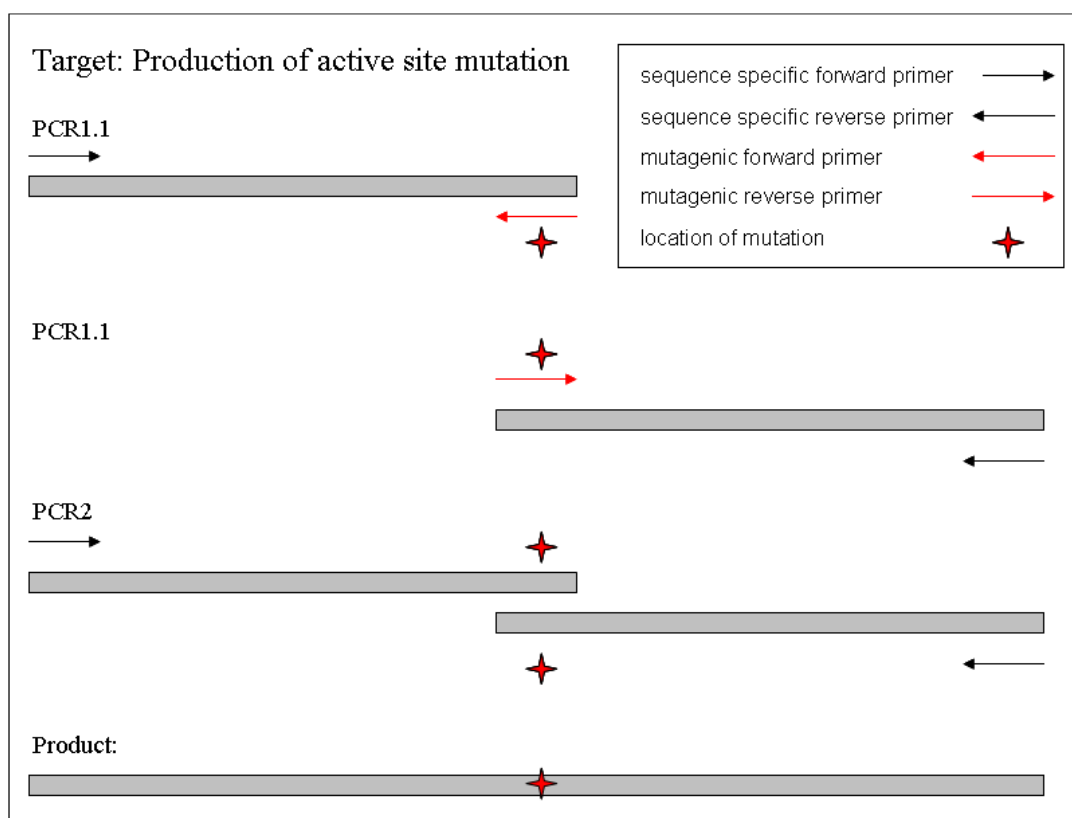 Target: Production of active site mutation
PCR1.1
sequence specific forward primer
sequence specific reverse primer
mutagenic forward primer
mutagenic reverse primer
location of mutation
PCR1.1
PCR2
Product: